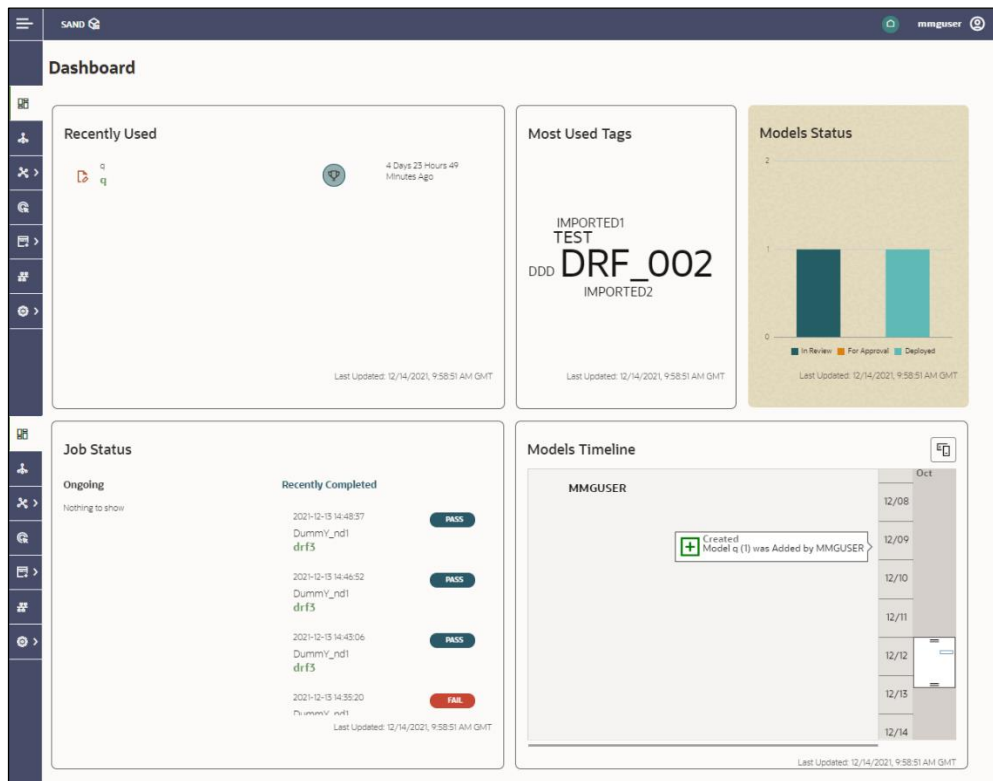 SAND
mmguser
Dashboard
Recently Used
q
q
4 Days 23 Hours 49
Minutes Ago
Last Updated: 12/14/2021, 9:58:51 AM GMT
Most Used Tags
IMPORTED1
TEST
DDD DRF_002
IMPORTED2
Last Updated: 12/14/2021, 9:58:51 AM GMT
Models Status
2
1
0
In Review For Approval Deployed
Last Updated: 12/14/2021, 9:58:51 AM GMT
Job Status
Ongoing
Nothing to show
Recently Completed
2021-12-13 14:48:37
PASS
DummY_nd1
drf3
2021-12-13 14:46:52
PASS
DummY_nd1
drf3
2021-12-13 14:43:06
PASS
DummY_nd1
drf3
2021-12-13 14:35:20
FAIL
DummY_nd1
Last Updated: 12/14/2021, 9:58:51 AM GMT
Models Timeline
MMGUSER
Created
Model q (1) was Added by MMGUSER
Oct
12/08
12/09
12/10
12/11
12/12
12/13
12/14
Last Updated: 12/14/2021, 9:58:51 AM GMT